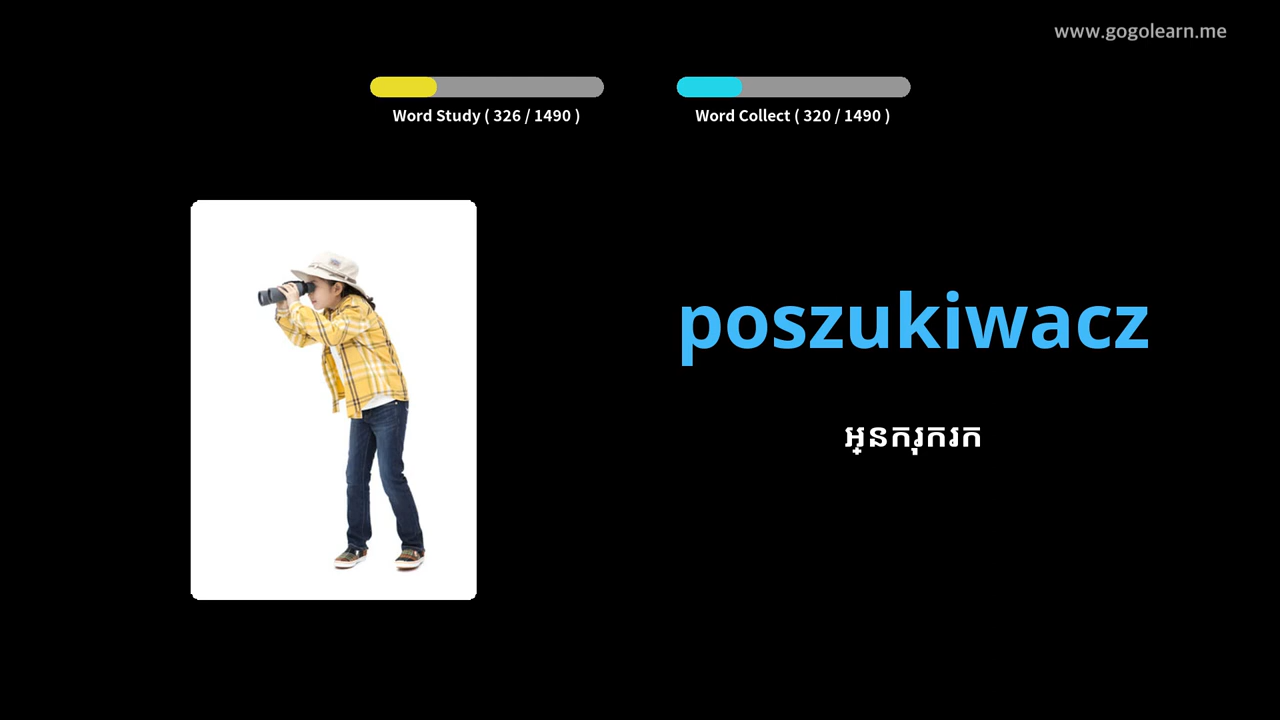 www.gogolearn.me
Word Study ( 326 / 1490 )
Word Collect ( 320 / 1490 )
poszukiwacz
អ្នករុករក